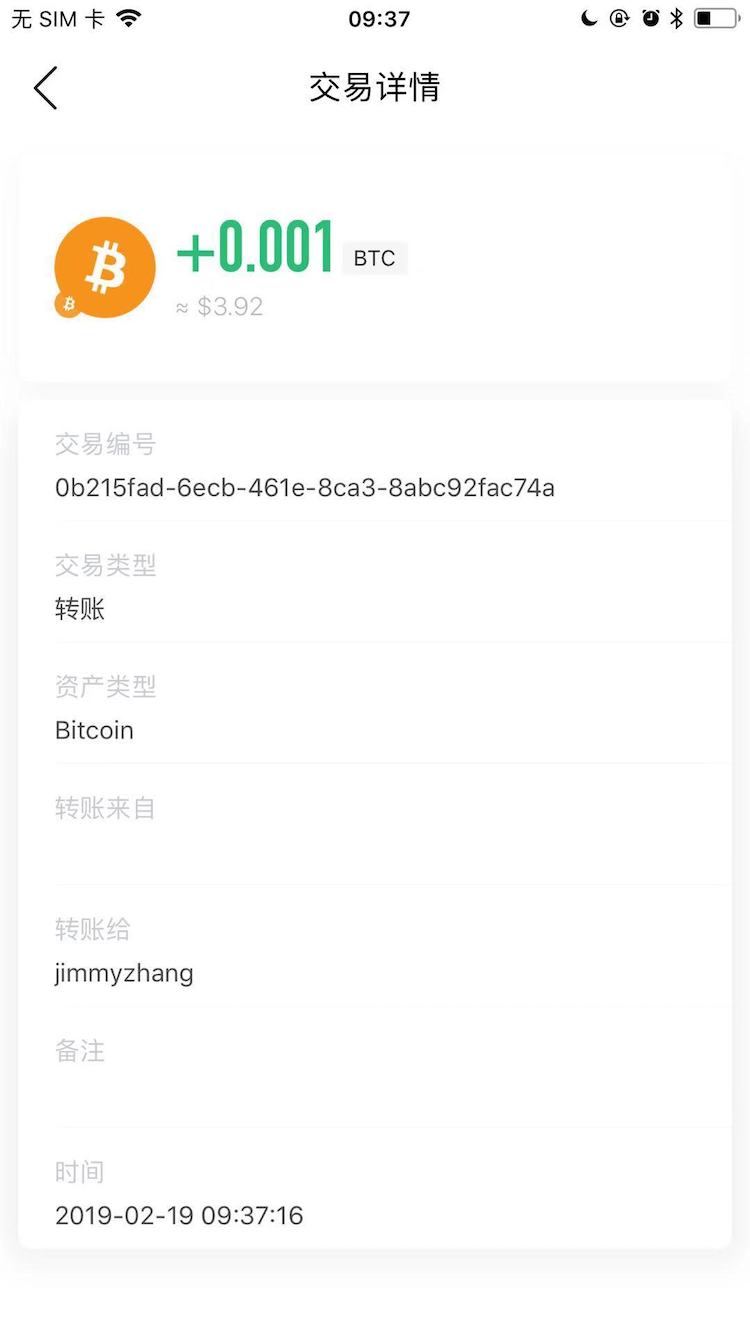 无 SIM 卡
09:37
交易详情
+0.001 BTC
≈ $3.92
交易编号
0b215fad-6ecb-461e-8ca3-8abc92fac74a
交易类型
转账
资产类型
Bitcoin
转账来自
转账给
jimmyzhang
备注
时间
2019-02-19 09:37:16